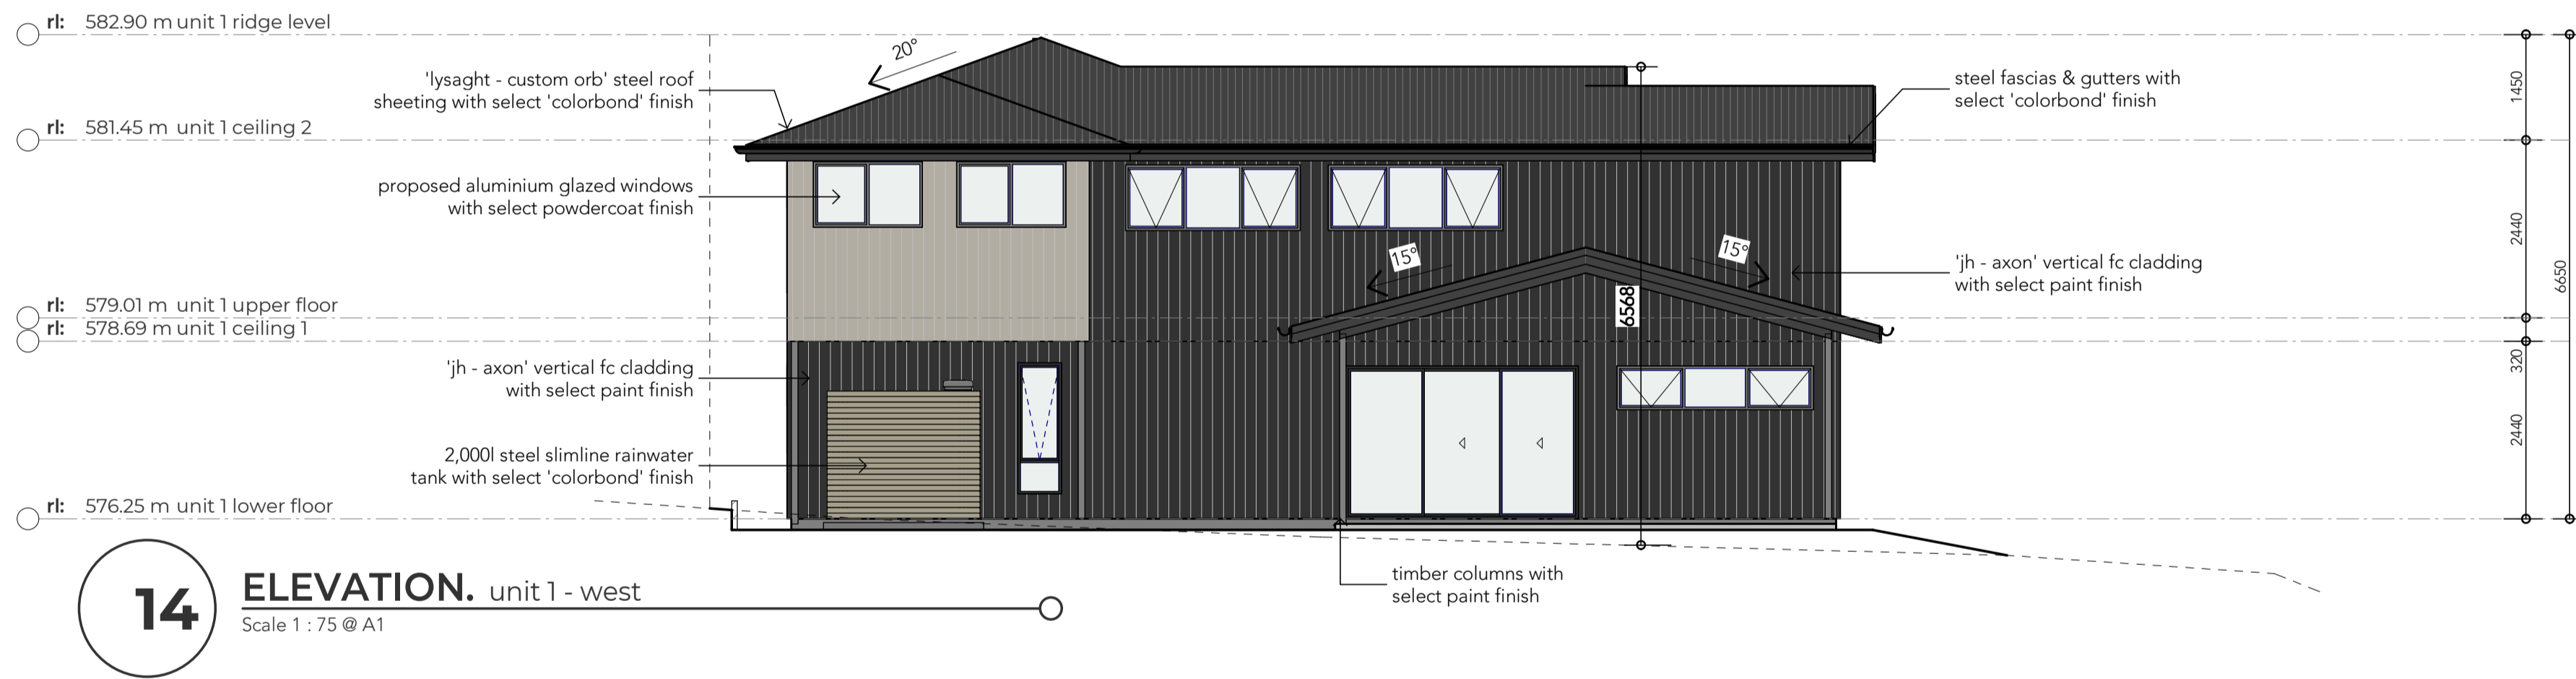 rl: 582.90 m unit 1 ridge level
20°
'lysaght - custom orb' steel roof
sheeting with select 'colorbond' finish
steel fascias & gutters with
select 'colorbond' finish
1450
rl: 581.45 m unit 1 ceiling 2
proposed aluminium glazed windows
with select powdercoat finish
2440
15°
15°
'jh - axon' vertical fc cladding
with select paint finish
6650
rl: 579.01 m unit 1 upper floor
6568
rl: 578.69 m unit 1 ceiling 1
320
'jh - axon' vertical fc cladding
with select paint finish
2440
2,000l steel slimline rainwater
tank with select 'colorbond' finish
rl: 576.25 m unit 1 lower floor
timber columns with
select paint finish
14
ELEVATION. unit 1 - west
Scale 1 : 75 @ A1